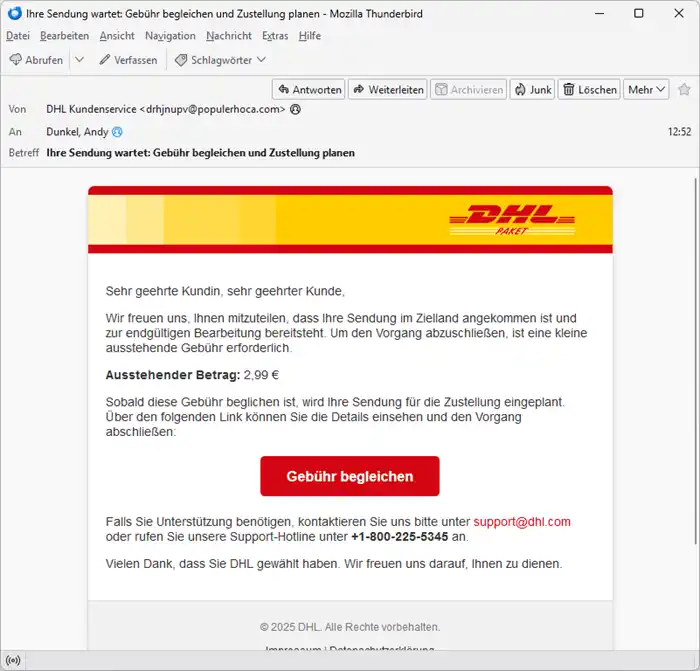 Ihre Sendung wartet: Gebühr begleichen und Zustellung planen - Mozilla Thunderbird
Datei Bearbeiten Ansicht Navigation Nachricht Extras Hilfe
Abrufen Verfassen Schlagwörter
Antworten Weiterleiten Archivieren Junk Löschen Mehr
Von DHL Kundenservice <drhjnupv@populerhoca.com>
An Dunkel, Andy 12:52
Betreff Ihre Sendung wartet: Gebühr begleichen und Zustellung planen
DHL
PAKET
Sehr geehrte Kundin, sehr geehrter Kunde,
Wir freuen uns, Ihnen mitzuteilen, dass Ihre Sendung im Zielland angekommen ist und
zur endgültigen Bearbeitung bereitsteht. Um den Vorgang abzuschließen, ist eine kleine
ausstehende Gebühr erforderlich.
Ausstehender Betrag: 2,99 €
Sobald diese Gebühr beglichen ist, wird Ihre Sendung für die Zustellung eingeplant.
Über den folgenden Link können Sie die Details einsehen und den Vorgang
abschließen:
Gebühr begleichen
Falls Sie Unterstützung benötigen, kontaktieren Sie uns bitte unter support@dhl.com
oder rufen Sie unsere Support-Hotline unter +1-800-225-5345 an.
Vielen Dank, dass Sie DHL gewählt haben. Wir freuen uns darauf, Ihnen zu dienen.
© 2025 DHL. Alle Rechte vorbehalten.
Impressum | Datenschutzerklärung